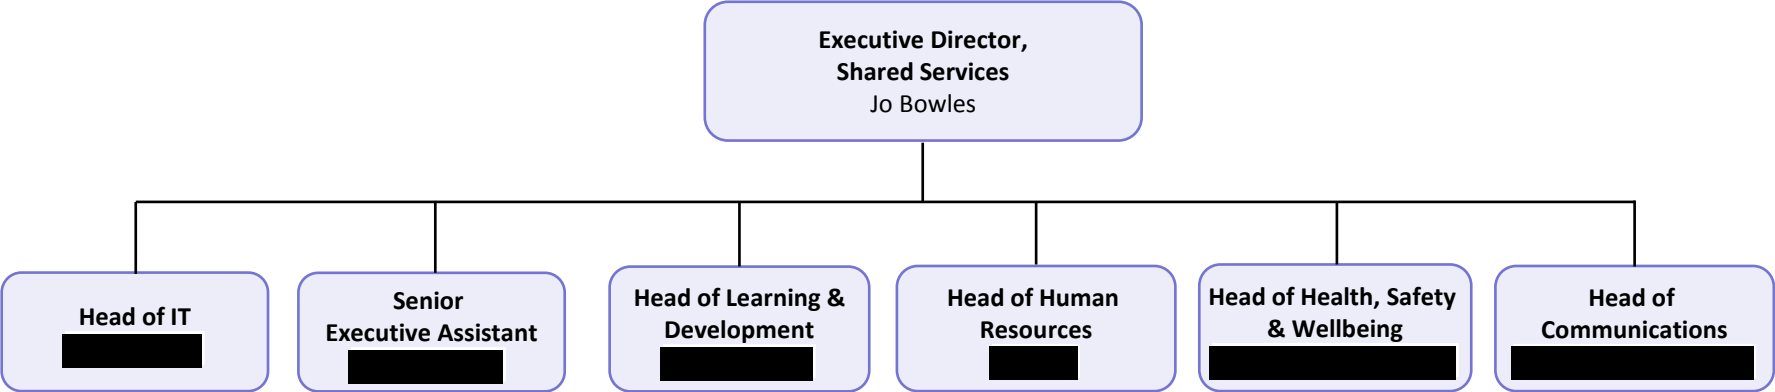 Executive Director,
Shared Services
Jo Bowles
Head of IT
Senior
Executive Assistant
Head of Learning &
Development
Head of Human
Resources
Head of Health, Safety
& Wellbeing
Head of
Communications